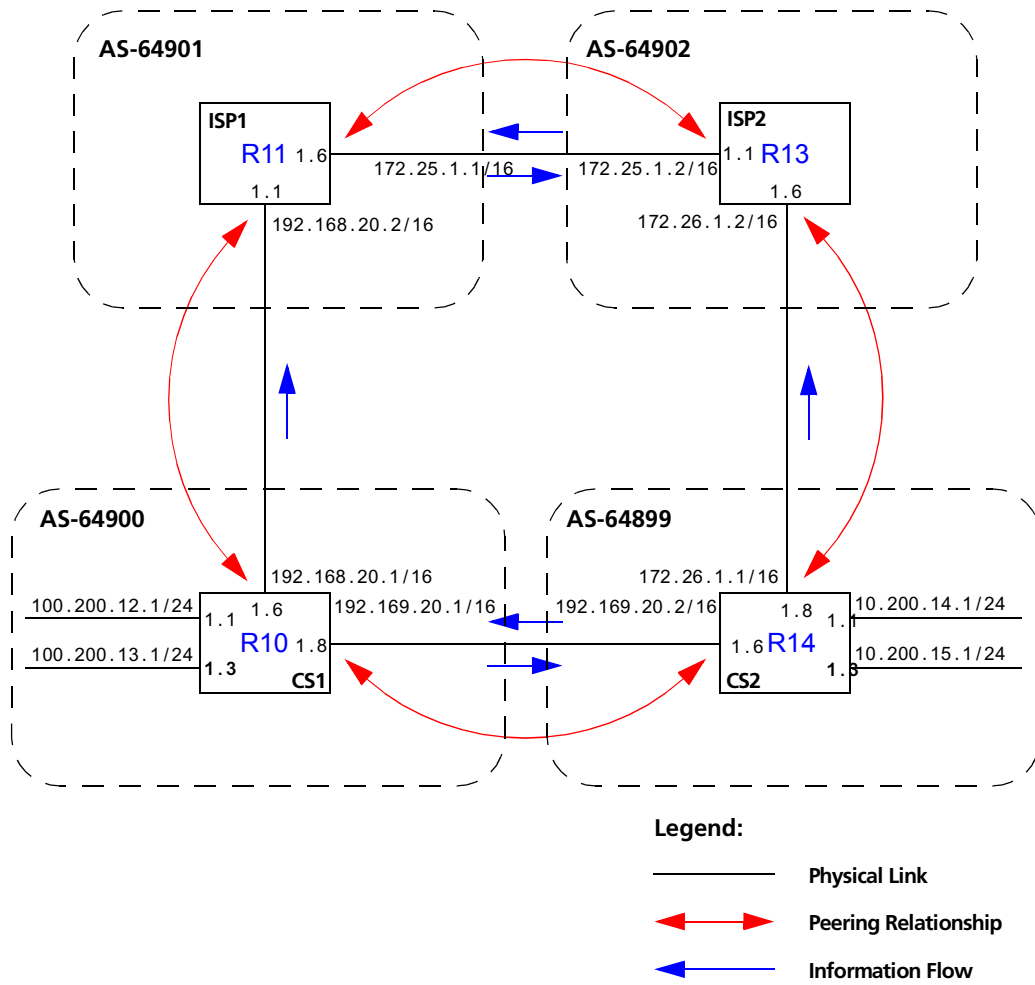 AS-64901
AS-64902
ISP1
R11
1.6
1.1
172.25.1.1/16
192.168.20.2/16
ISP2
1.1
R13
1.6
172.25.1.2/16
172.26.1.2/16
AS-64900
AS-64899
192.168.20.1/16
172.26.1.1/16
100.200.12.1/24
1.1
1.6
192.169.20.1/16
192.169.20.2/16
1.8
1.1
10.200.14.1/24
100.200.13.1/24
1.3
R10
1.8
CS1
1.6
R14
1.3
10.200.15.1/24
CS2
Legend:
Physical Link
Peering Relationship
Information Flow